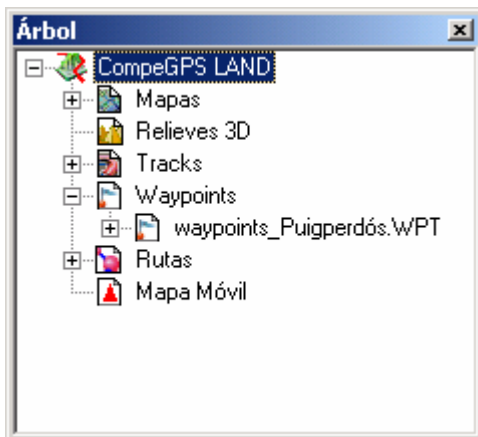 Árbol
CompeGPS LAND
Mapas
Relieves 3D
Tracks
Waypoints
waypoints_Puigperdós.WPT
Rutas
Mapa Móvil